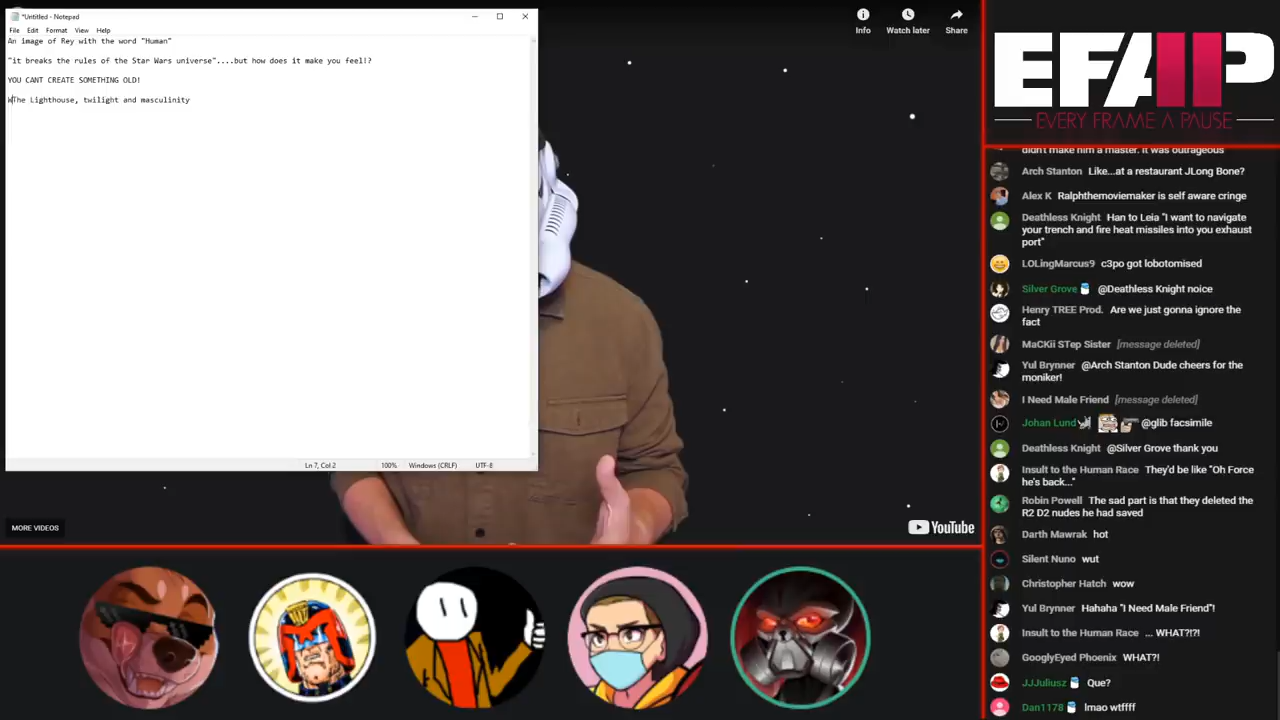 *Untitled - Notepad
File Edit Format View Help
An image of Rey with the word "Human"
"it breaks the rules of the Star Wars universe"....but how does it make you feel!?
YOU CANT CREATE SOMETHING OLD!
WThe Lighthouse, twilight and masculinity
Ln 7, Col 2 100% Windows (CRLF) UTF-8
Info Watch later Share
MORE VIDEOS
YouTube
EFAP
EVERY FRAME A PAUSE
didn't make him a master. It was outrageous
Arch Stanton Like...at a restaurant JLong Bone?
Alex K Ralphthemoviemaker is self aware cringe
Deathless Knight Han to Leia "I want to navigate
your trench and fire heat missiles into you exhaust
port"
LOLingMarcus9 c3po got lobotomised
Silver Grove @Deathless Knight noice
Henry TREE Prod. Are we just gonna ignore the
fact
MaCKii STep Sister [message deleted]
Yul Brynner @Arch Stanton Dude cheers for the
moniker!
I Need Male Friend [message deleted]
Johan Lund @glib facsimile
Deathless Knight @Silver Grove thank you
Insult to the Human Race They'd be like "Oh Force
he's back..."
Robin Powell The sad part is that they deleted the
R2 D2 nudes he had saved
Darth Mawrak hot
Silent Nuno wut
Christopher Hatch wow
Yul Brynner Hahaha "I Need Male Friend"!
Insult to the Human Race ... WHAT?!?!
GooglyEyed Phoenix WHAT?!
JJJuliusz Que?
Dan1178 lmao wtffff